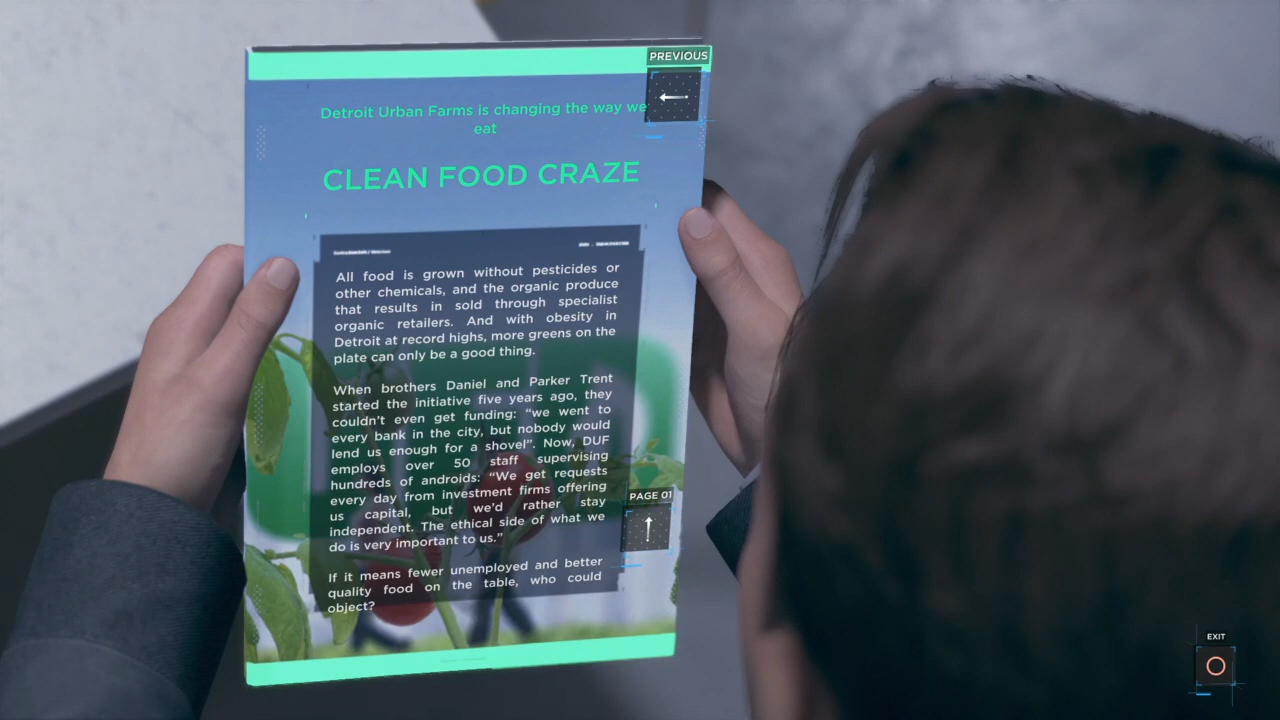 PREVIOUS
Detroit Urban Farms is changing the way we
eat
CLEAN FOOD CRAZE
All food is grown without pesticides or
other chemicals, and the organic produce
that results in sold through specialist
organic retailers. And with obesity in
Detroit at record highs, more greens on the
plate can only be a good thing.
When brothers Daniel and Parker Trent
started the initiative five years ago, they
couldn't even get funding: “we went to
every bank in the city, but nobody would
lend us enough for a shovel”. Now, DUF
employs over 50 staff supervising
hundreds of androids: “We get requests
every day from investment firms offering
us capital, but we'd rather stay
independent. The ethical side of what we
do is very important to us.”
If it means fewer unemployed and better
quality food on the table, who could
object?
PAGE 01
EXIT